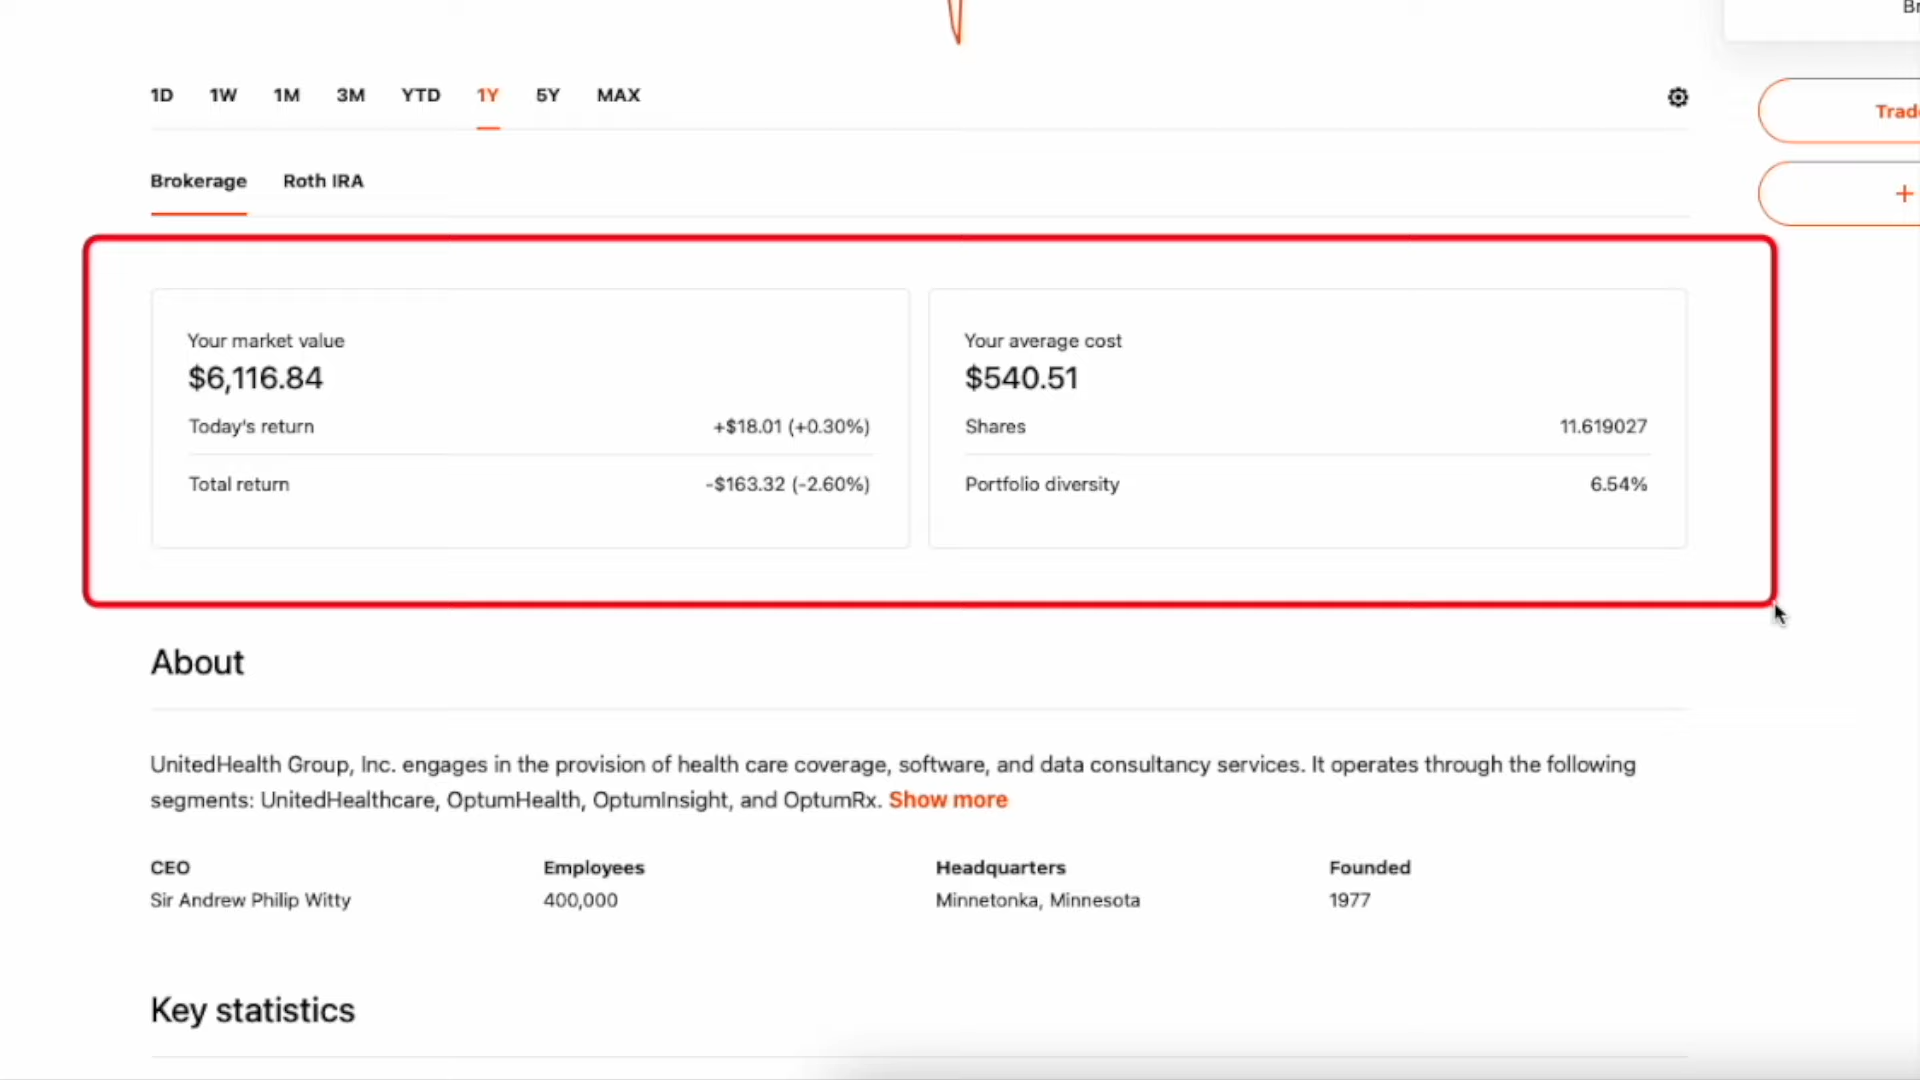 1D 1W 1M 3M YTD 1Y 5Y MAX
Brokerage Roth IRA
Your market value
$6,116.84
Today's return +$18.01 (+0.30%)
Total return -$163.32 (-2.60%)
Your average cost
$540.51
Shares 11.619027
Portfolio diversity 6.54%
About
UnitedHealth Group, Inc. engages in the provision of health care coverage, software, and data consultancy services. It operates through the following
segments: UnitedHealthcare, OptumHealth, OptumInsight, and OptumRx. Show more
CEO
Sir Andrew Philip Witty
Employees
400,000
Headquarters
Minnetonka, Minnesota
Founded
1977
Key statistics
+